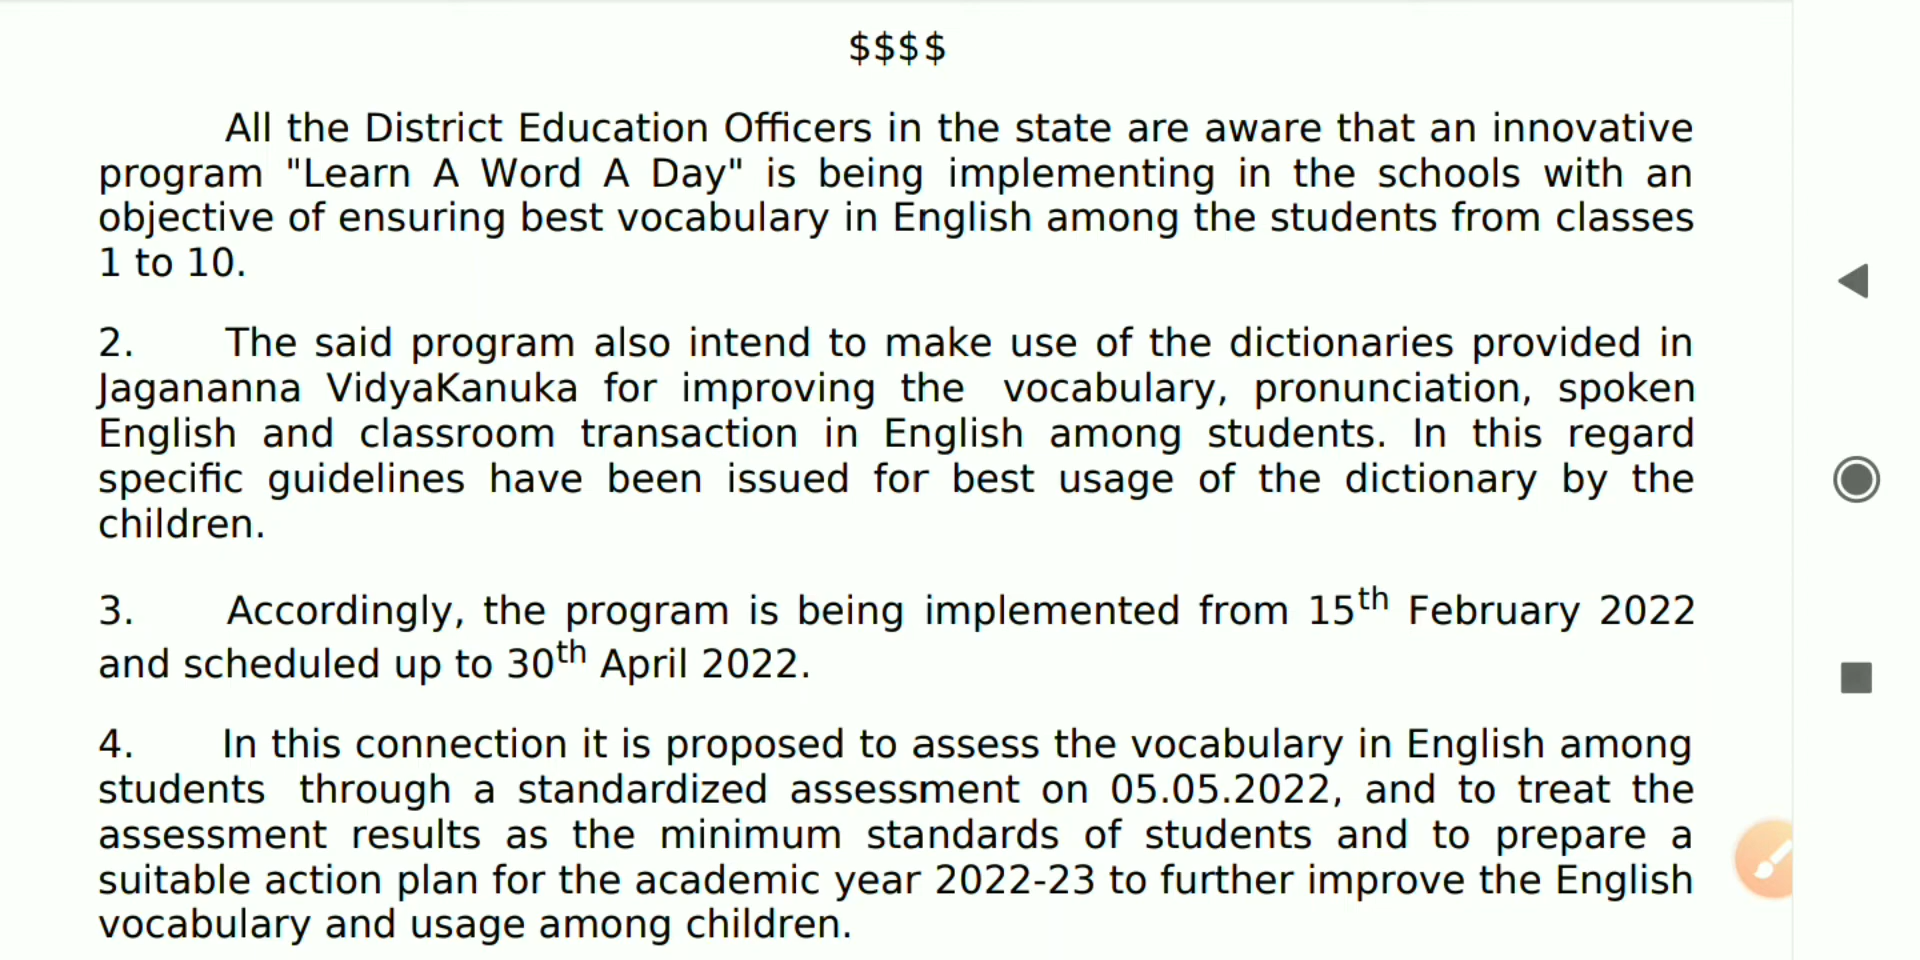 $$$$
All the District Education Officers in the state are aware that an innovative
program "Learn A Word A Day" is being implementing in the schools with an
objective of ensuring best vocabulary in English among the students from classes
1 to 10.
2. The said program also intend to make use of the dictionaries provided in
Jagananna VidyaKanuka for improving the vocabulary, pronunciation, spoken
English and classroom transaction in English among students. In this regard
specific guidelines have been issued for best usage of the dictionary by the
children.
3. Accordingly, the program is being implemented from 15th February 2022
and scheduled up to 30th April 2022.
4. In this connection it is proposed to assess the vocabulary in English among
students through a standardized assessment on 05.05.2022, and to treat the
assessment results as the minimum standards of students and to prepare a
suitable action plan for the academic year 2022-23 to further improve the English
vocabulary and usage among children.